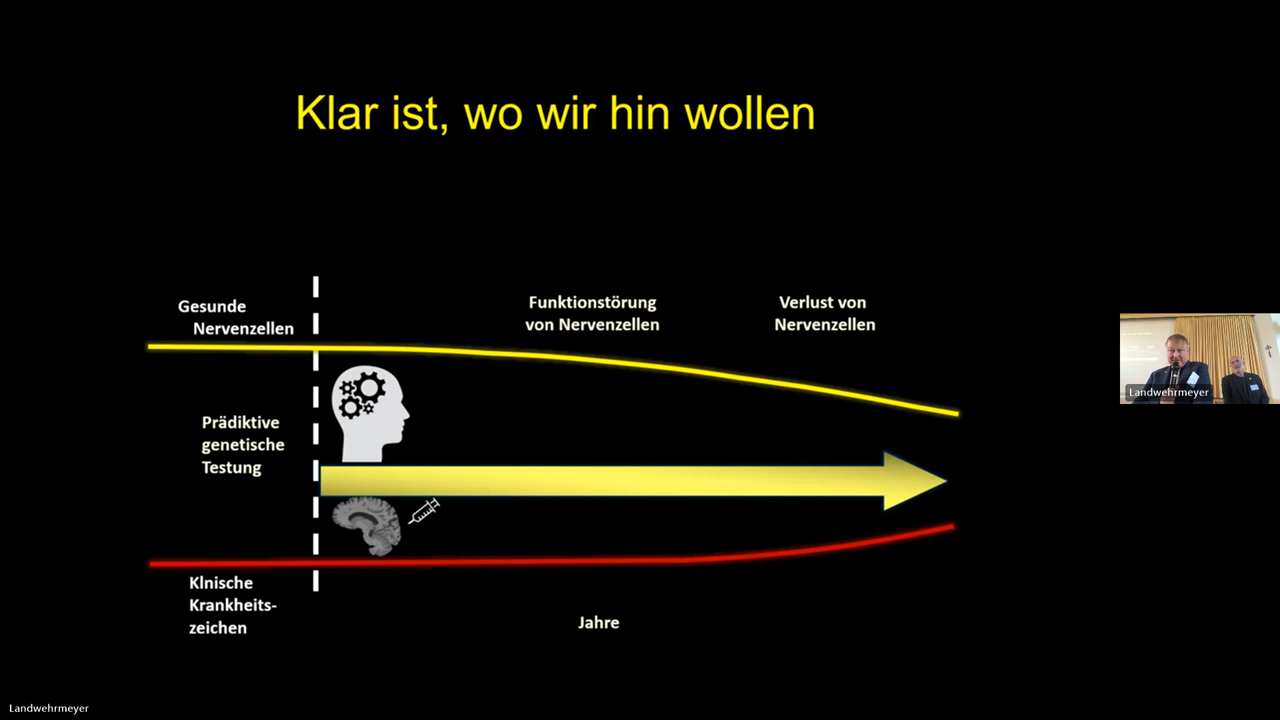 Klar ist, wo wir hin wollen
Gesunde
Nervenzellen
Funktionstörung
von Nervenzellen
Verlust von
Nervenzellen
Prädiktive
genetische
Testung
Klnische
Krankheits-
zeichen
Jahre
Landwehrmeyer
Landwehrmeyer